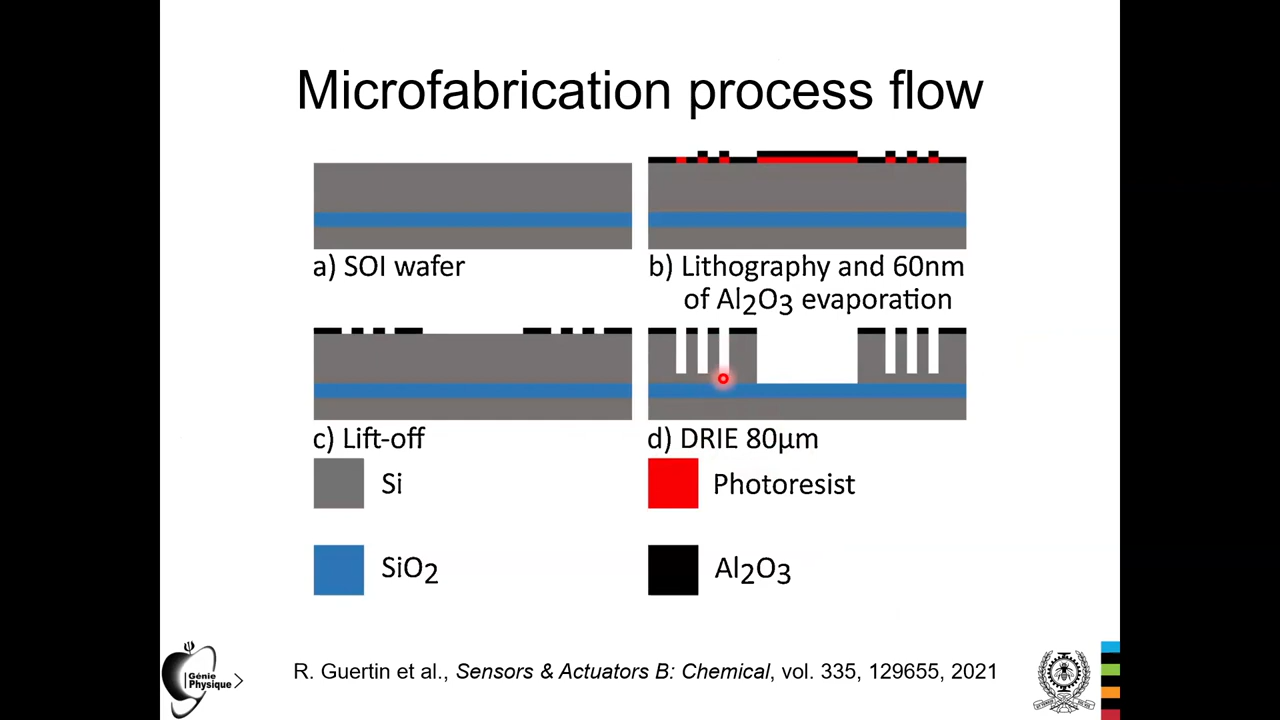 Microfabrication process flow
a) SOI wafer
b) Lithography and 60nm
of Al2O3 evaporation
c) Lift-off
d) DRIE 80µm
Si
Photoresist
SiO2
Al2O3
Génie
Physique
R. Guertin et al., Sensors & Actuators B: Chemical, vol. 335, 129655, 2021